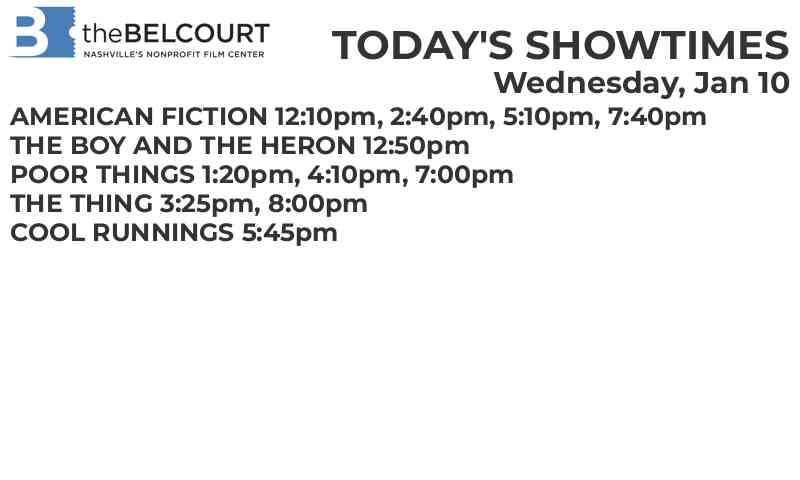 B theBELCOURT
NASHVILLE'S NONPROFIT FILM CENTER
TODAY'S SHOWTIMES
Wednesday, Jan 10
AMERICAN FICTION 12:10pm, 2:40pm, 5:10pm, 7:40pm
THE BOY AND THE HERON 12:50pm
POOR THINGS 1:20pm, 4:10pm, 7:00pm
THE THING 3:25pm, 8:00pm
COOL RUNNINGS 5:45pm